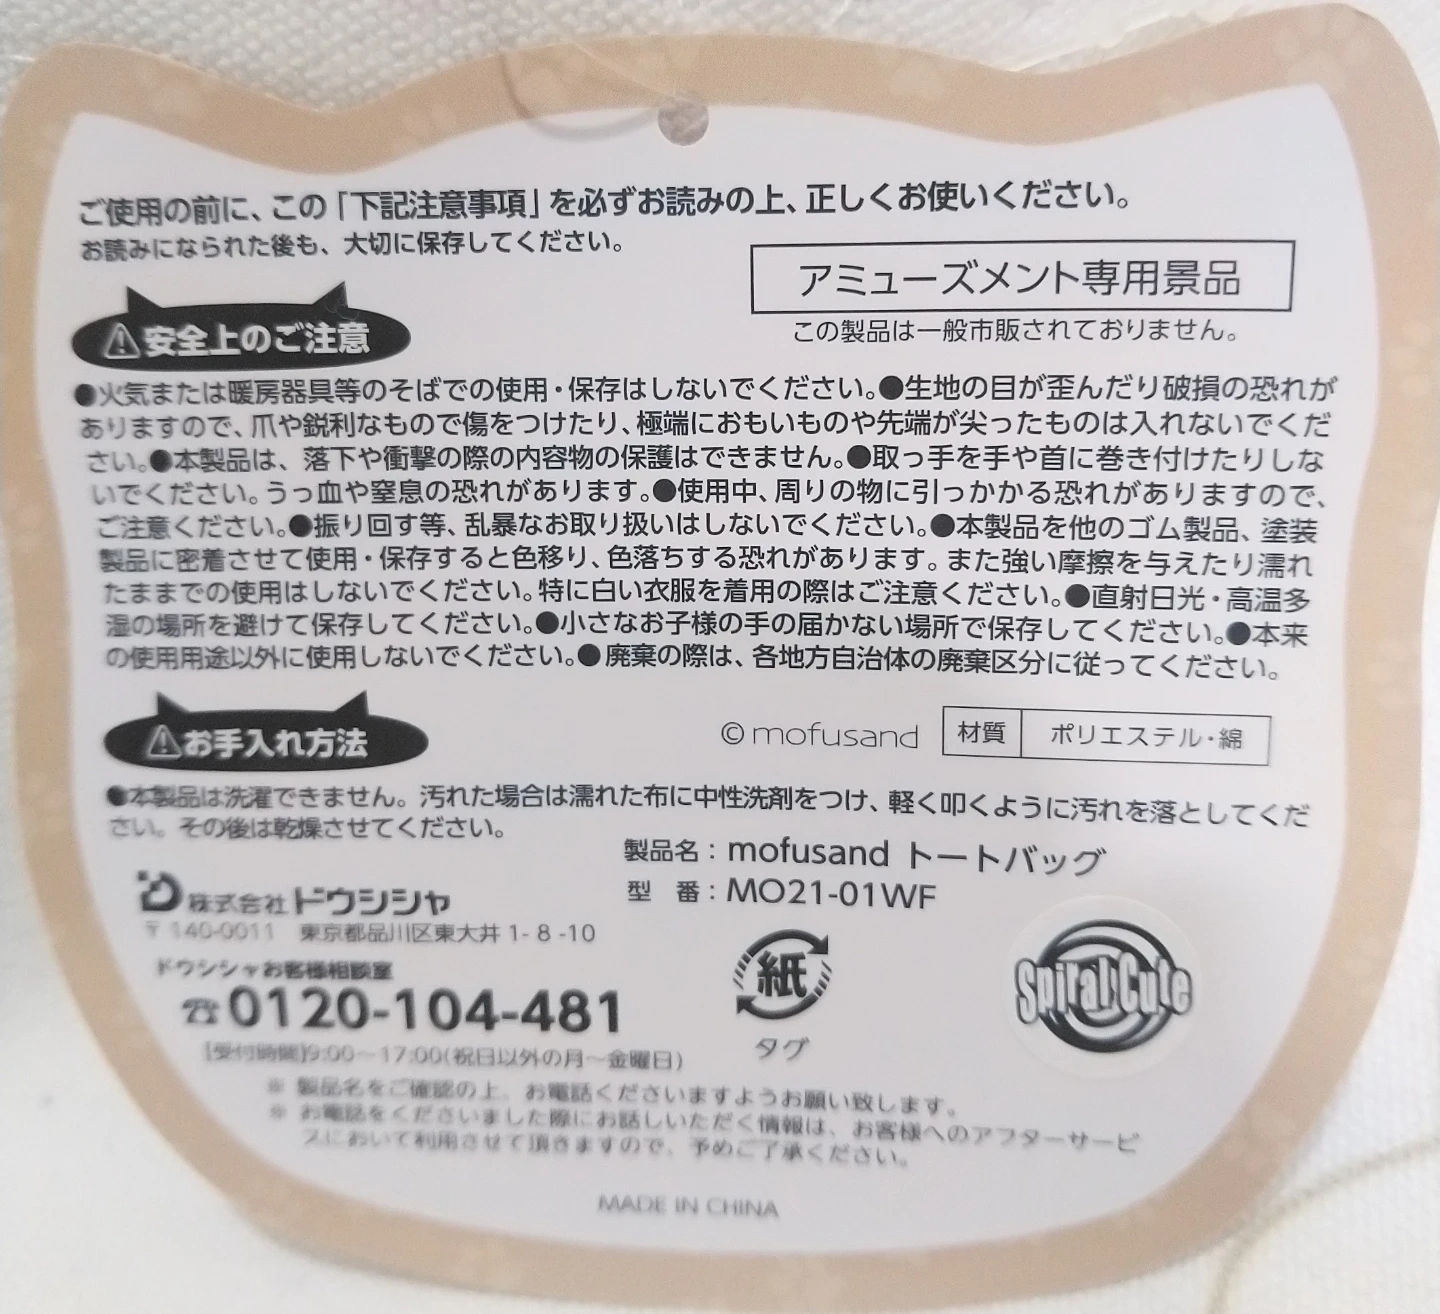 ご使用の前に、この「下記注意事項」を必ずお読みの上、正しくお使いください。
お読みになられた後も、大切に保存してください。
アミューズメント専用景品
この製品は一般市販されておりません。
⚠安全上のご注意
●火気または暖房器具等のそばでの使用・保存はしないでください。●生地の目が歪んだり破損の恐れが
ありますので、爪や鋭利なもので傷をつけたり、極端におもいものや先端が尖ったものは入れないでくだ
さい。●本製品は、落下や衝撃の際の内容物の保護はできません。●取っ手を手や首に巻き付けたりしな
いでください。うっ血や窒息の恐れがあります。●使用中、周りの物に引っかかる恐れがありますので、
ご注意ください。●振り回す等、乱暴なお取り扱いはしないでください。●本製品を他のゴム製品、塗装
製品に密着させて使用・保存すると色移り、色落ちする恐れがあります。また強い摩擦を与えたり濡れ
たままでの使用はしないでください。特に白い衣服を着用の際はご注意ください。●直射日光・高温多
湿の場所を避けて保存してください。●小さなお子様の手の届かない場所で保存してください。●本来
の使用用途以外に使用しないでください。●廃棄の際は、各地方自治体の廃棄区分に従ってください。
⚠お手入れ方法
©mofusand
材質 ポリエステル・綿
●本製品は洗濯できません。汚れた場合は濡れた布に中性洗剤をつけ、軽く叩くように汚れを落としてくだ
さい。その後は乾燥させてください。
製品名：mofusand トートバッグ
型 番：MO21-01WF
株式会社ドウシシャ
〒140-0011 東京都品川区東大井 1-8-10
ドウシシャお客様相談室
☎0120-104-481
[受付時間]9:00～17:00(祝日以外の月～金曜日)
紙
タグ
Spiral Cute
※ 製品名をご確認の上、お電話くださいますようお願い致します。
※ お電話をくださいました際にお話しいただく情報は、お客様へのアフターサービ
スにおいて利用させて頂きますので、予めご了承ください。
MADE IN CHINA